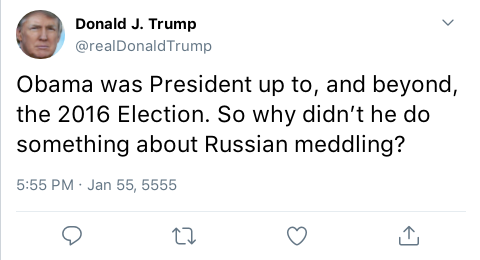 Donald J. Trump
@realDonaldTrump
Obama was President up to, and beyond,
the 2016 Election. So why didn’t he do
something about Russian meddling?
5:55 PM · Jan 55, 5555